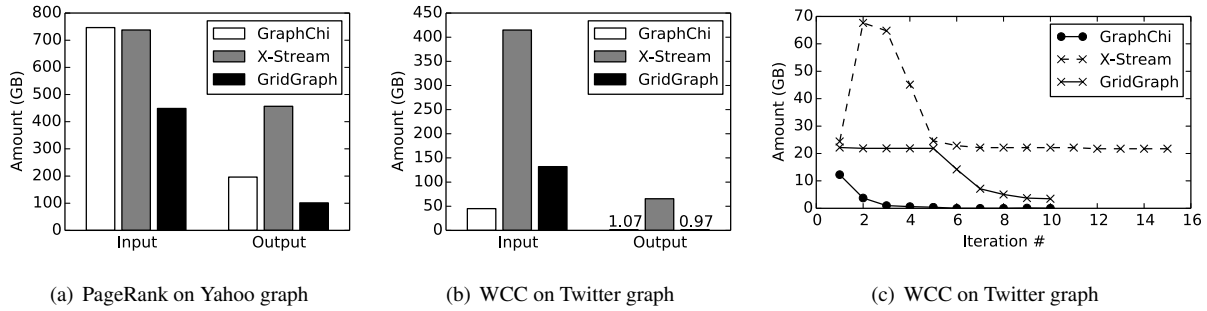 800
700
600
500
400
300
200
100
0
Amount (GB)
GraphChi
X-Stream
GridGraph
Input Output
(a) PageRank on Yahoo graph
450
400
350
300
250
200
150
100
50
0
Amount (GB)
GraphChi
X-Stream
GridGraph
1.07 0.97
Input Output
(b) WCC on Twitter graph
70
60
50
40
30
20
10
0
Amount (GB)
GraphChi
X-Stream
GridGraph
0 2 4 6 8 10 12 14 16
Iteration #
(c) WCC on Twitter graph